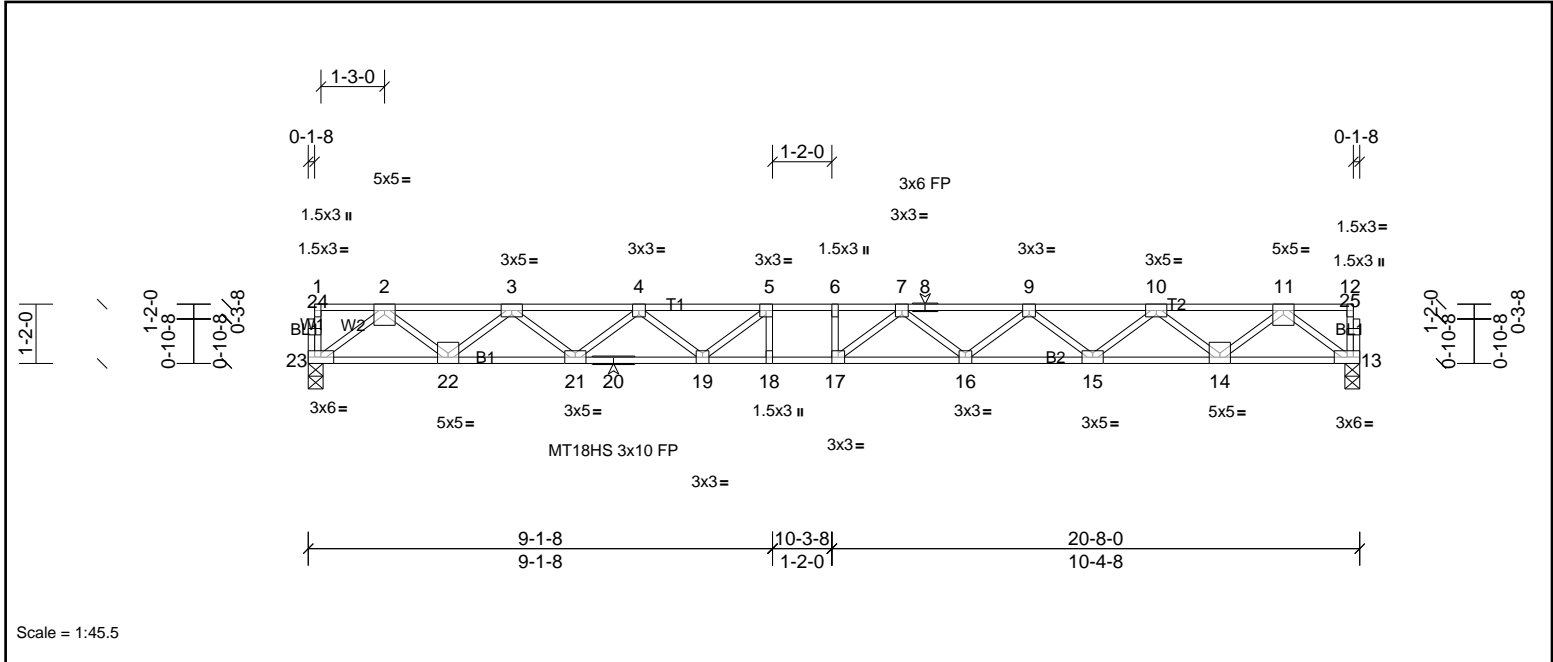 1-3-0
0-1-8
0-1-8
1-2-0
5x5=
3x6 FP
1.5x3 II
3x3=
1.5x3=
1.5x3=
3x5=
3x3=
3x3=
1.5x3 II
3x3=
3x5=
5x5=
1.5x3 II
1 2 3 4 5 6 7 8 9 10 11 12
24 T1 T2 25
1-2-0
1-2-0
0-10-8
0-10-8
0-3-8
BL1 W1 W2
BL1
1-2-0
0-10-8
0-10-8
1-2-0
0-3-8
23 B1 B2 13
22 21 20 19 18 17 16 15 14
3x6=
5x5=
3x5=
1.5x3 II
3x3=
3x5=
5x5=
3x6=
MT18HS 3x10 FP
3x3=
3x3=
9-1-8 10-3-8 20-8-0
9-1-8 1-2-0 10-4-8
Scale = 1:45.5